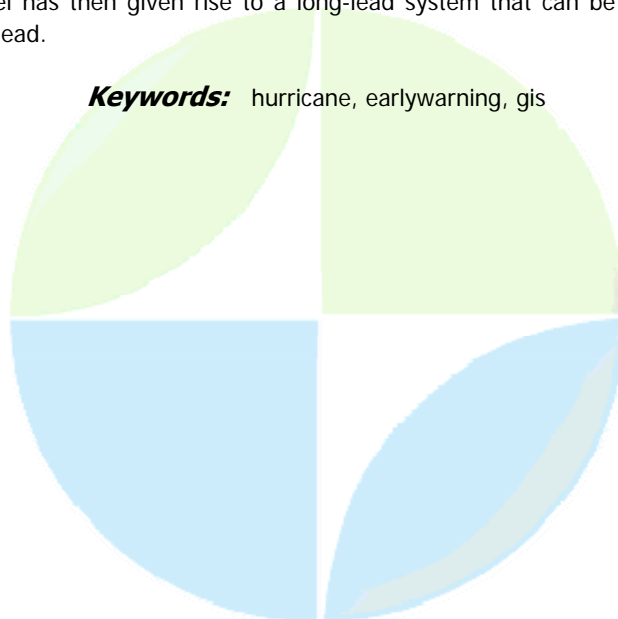 el has then given rise to a long-lead system that can be
ead.
Keywords: hurricane, earlywarning, gis